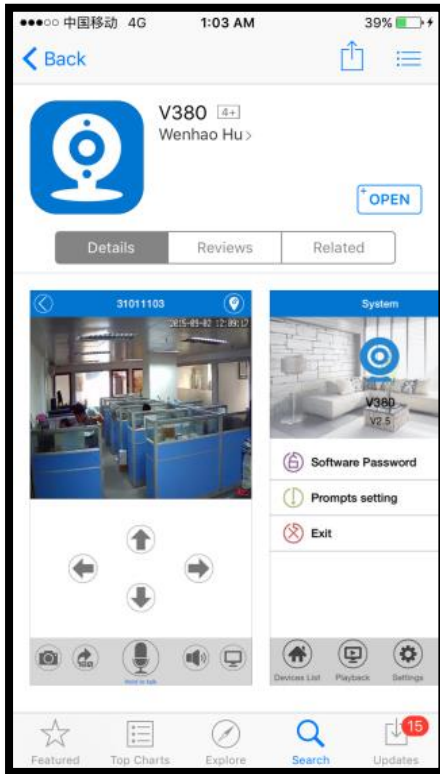 中国移动 4G 1:03 AM 39%
Back
V380 4+
Wenhao Hu
+ OPEN
Details Reviews Related
31011103
2015-09-02 12:09:17
Hold to talk
System
V380
V2.5
Software Password
Prompts setting
Exit
Devices List Playback Settings
Featured Top Charts Explore Search Updates
15